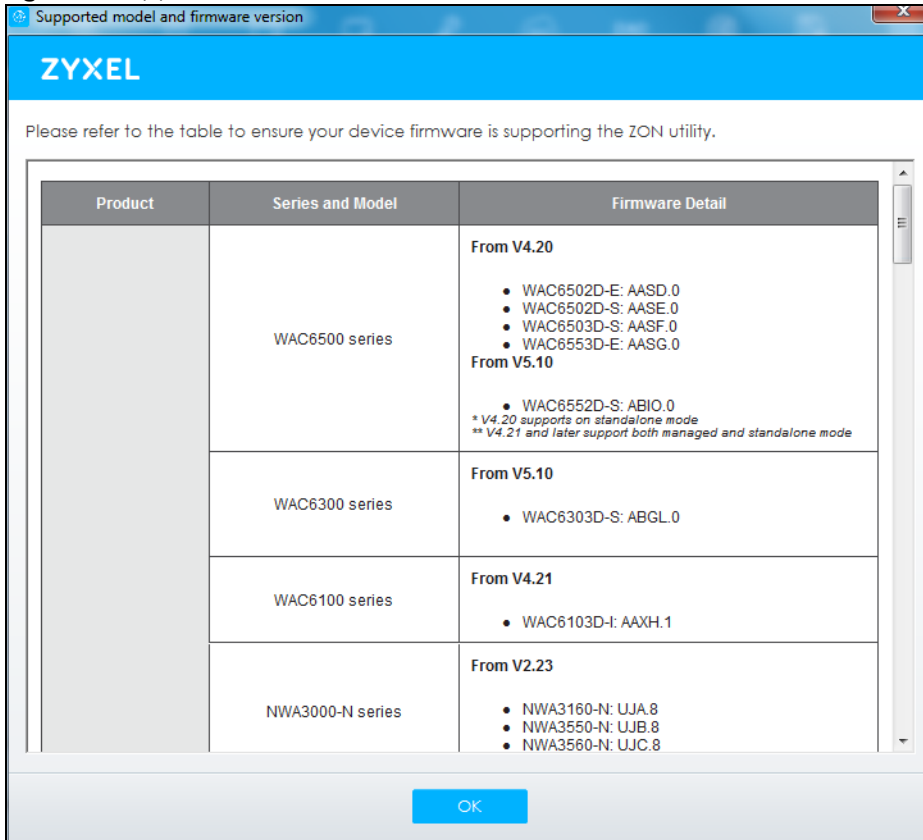 Supported model and firmware version
ZYXEL
Please refer to the table to ensure your device firmware is supporting the ZON utility.
Product
Series and Model
Firmware Detail
WAC6500 series
From V4.20
• WAC6502D-E: AASD.0
• WAC6502D-S: AASE.0
• WAC6503D-S: AASF.0
• WAC6553D-E: AASG.0
From V5.10
• WAC6552D-S: ABIO.0
* V4.20 supports on standalone mode
** V4.21 and later support both managed and standalone mode
WAC6300 series
From V5.10
• WAC6303D-S: ABGL.0
WAC6100 series
From V4.21
• WAC6103D-I: AAXH.1
NWA3000-N series
From V2.23
• NWA3160-N: UJA.8
• NWA3550-N: UJB.8
• NWA3560-N: UJC.8
OK